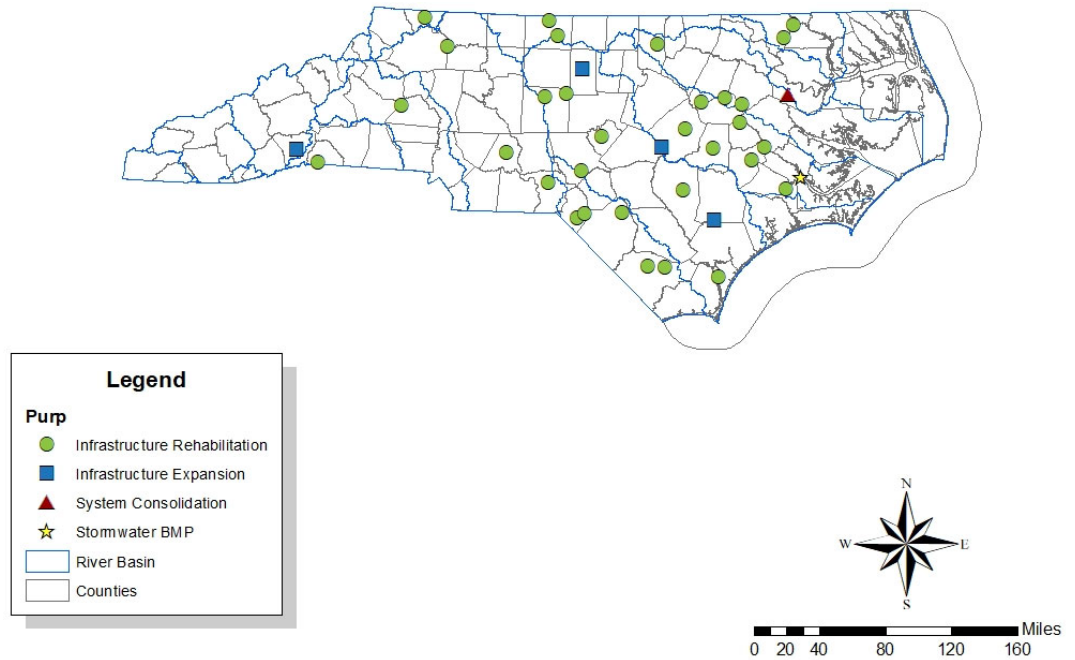 Legend
Purp
Infrastructure Rehabilitation
Infrastructure Expansion
System Consolidation
Stormwater BMP
River Basin
Counties
N
W E
S
Miles
0 20 40 80 120 160